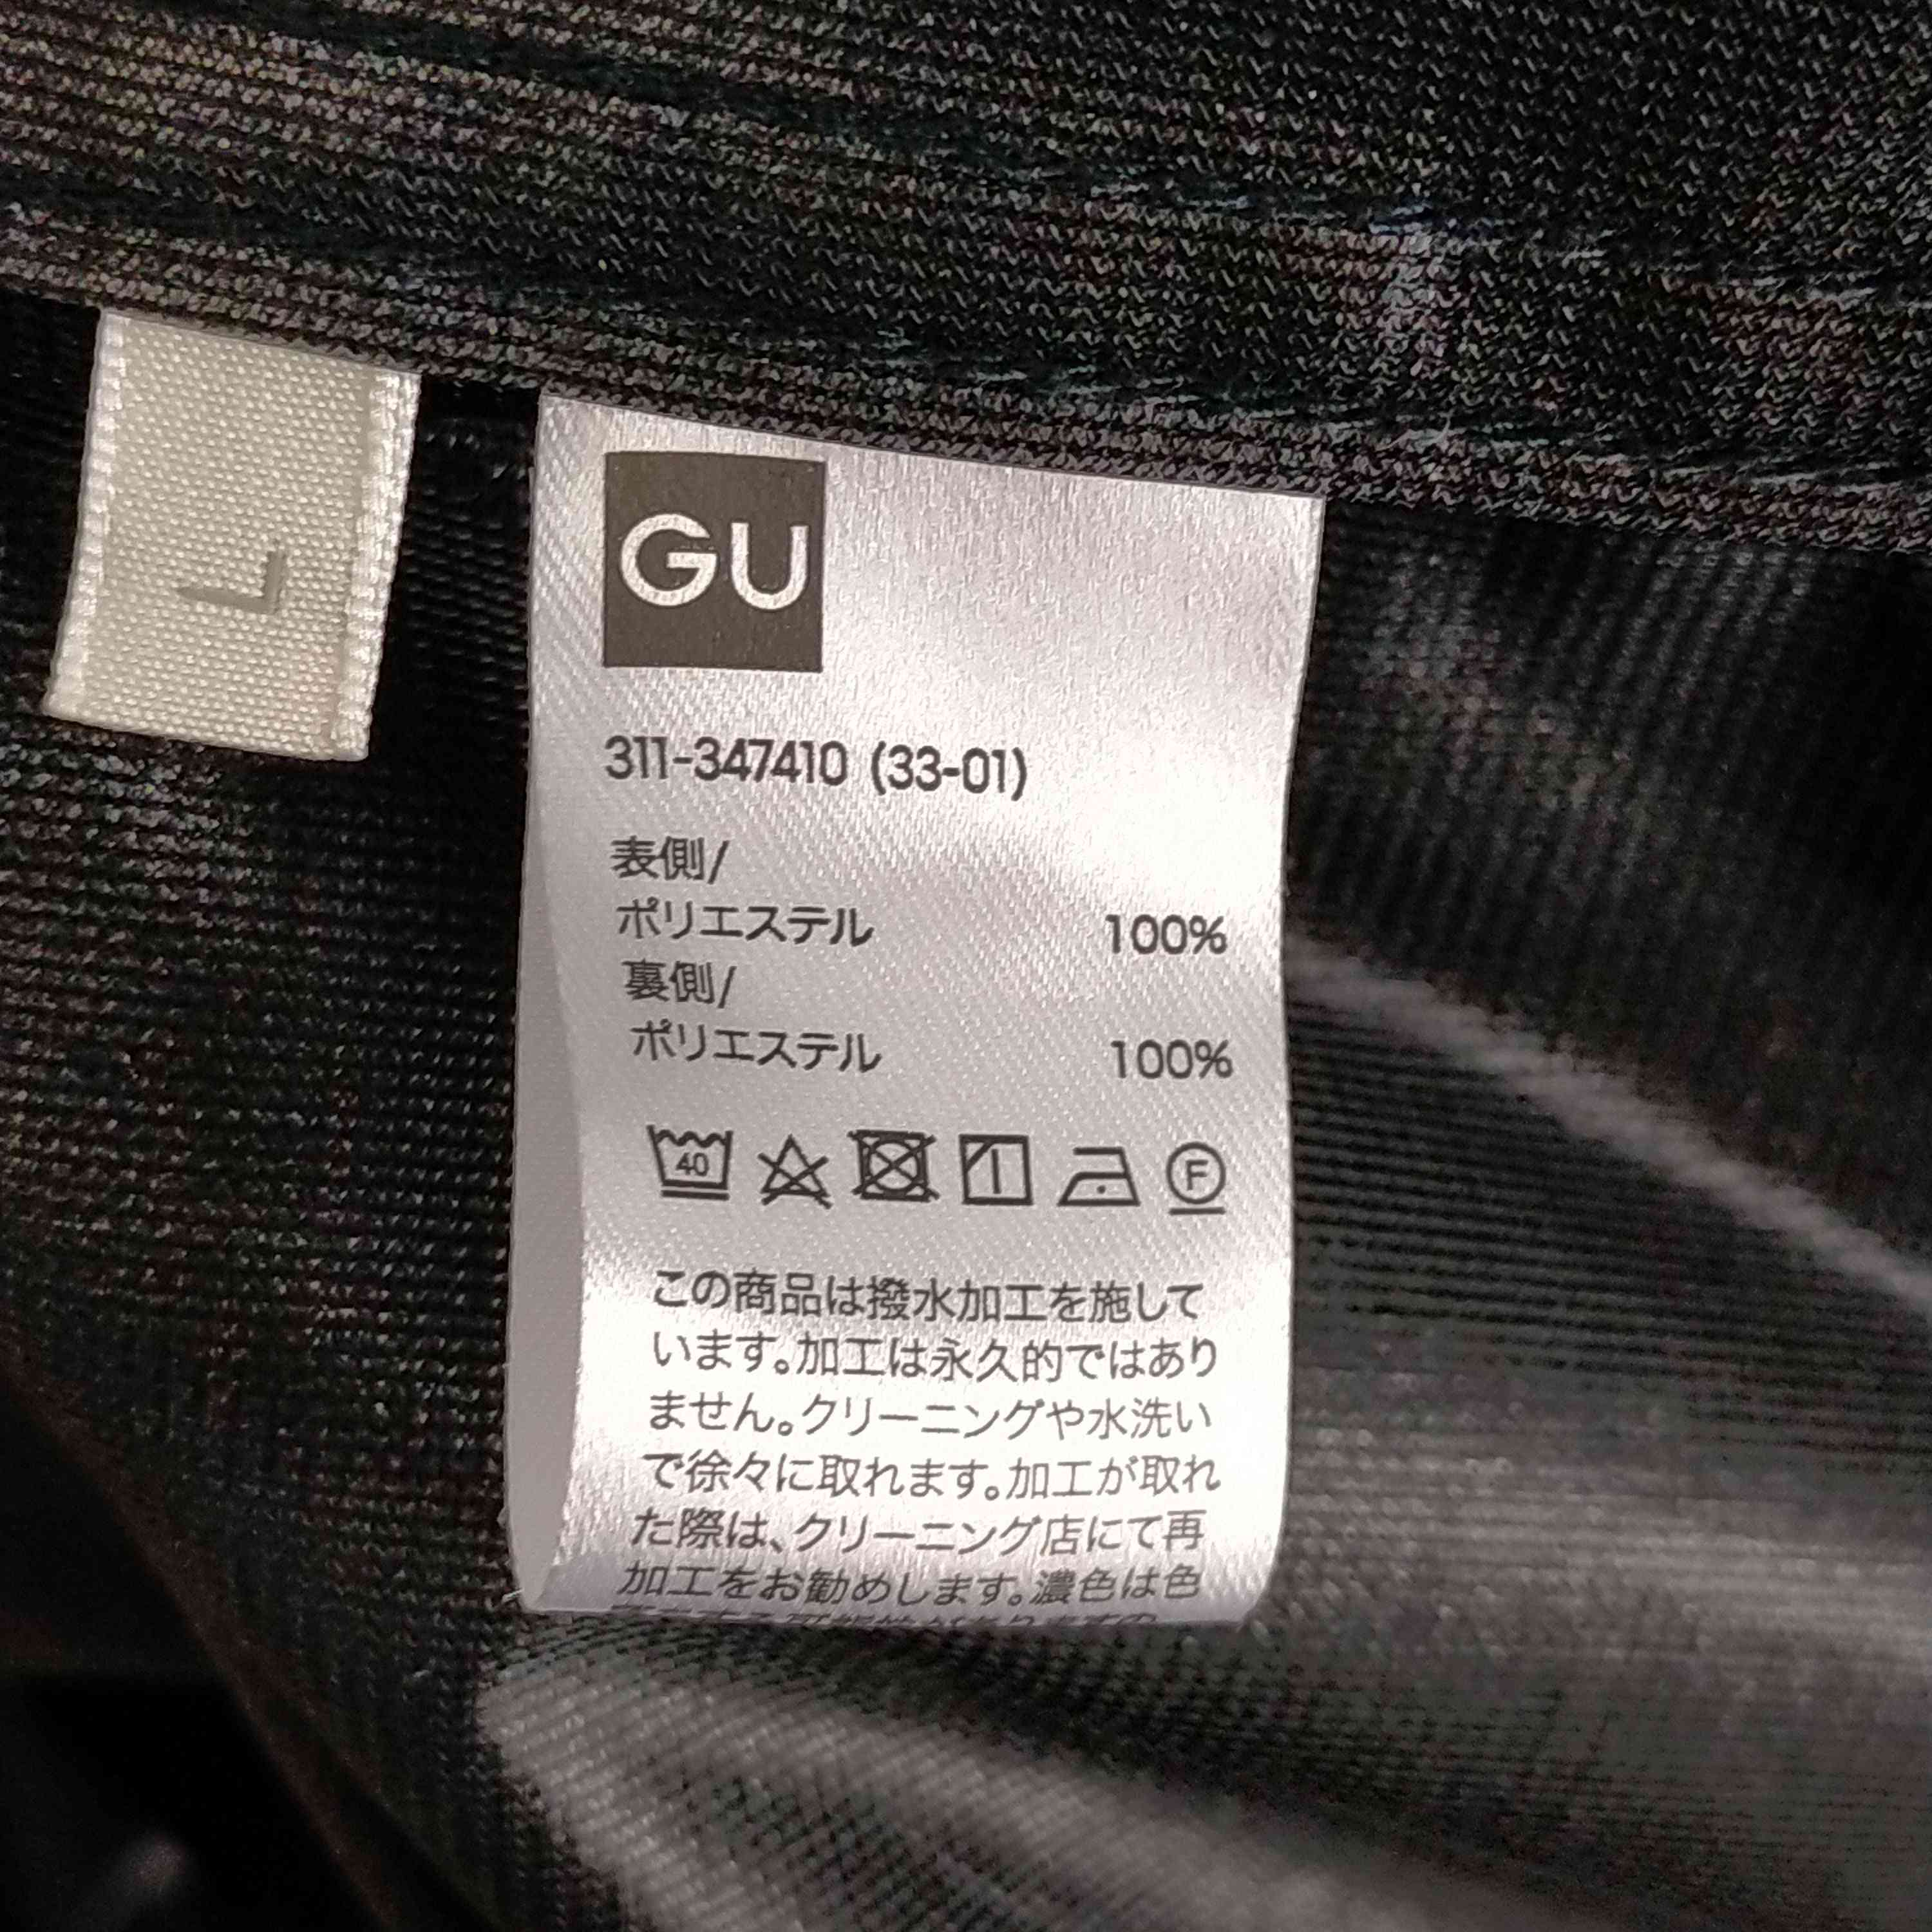 L
GU
311-347410 (33-01)
表側/
ポリエステル 100%
裏側/
ポリエステル 100%
40
F
この商品は撥水加工を施して
います。加工は永久的ではあり
ません。クリーニングや水洗い
で徐々に取れます。加工が取れ
た際は、クリーニング店にて再
加工をお勧めします。濃色は色